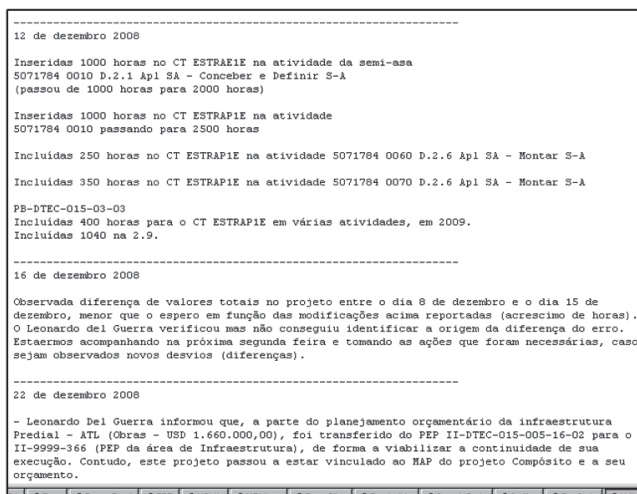 --------------------------------------------------------------------
12 de dezembro 2008
Inseridas 1000 horas no CT ESTRAE1E na atividade da semi-asa
5071784 0010 D.2.1 Apl SA - Conceber e Definir S-A
(passou de 1000 horas para 2000 horas)
Inseridas 1000 horas no CT ESTRAP1E na atividade
5071784 0010 passando para 2500 horas
Incluídas 250 horas no CT ESTRAP1E na atividade 5071784 0060 D.2.6 Apl SA - Montar S-A
Incluídas 350 horas no CT ESTRAP1E na atividade 5071784 0070 D.2.6 Apl SA - Montar S-A
PB-DTEC-015-03-03
Incluídas 400 horas para o CT ESTRAP1E em várias atividades, em 2009.
Incluídas 1040 na 2.9.
--------------------------------------------------------------------
16 de dezembro 2008
Observada diferença de valores totais no projeto entre o dia 8 de dezembro e o dia 15 de
dezembro, menor que o espero em função das modificações acima reportadas (acrescimo de horas).
O Leonardo del Guerra verificou mas não conseguiu identificar a origem da diferença do erro.
Estaermos acompanhando na próxima segunda feira e tomando as ações que foram necessárias, caso
sejam observados novos desvios (diferenças).
--------------------------------------------------------------------
22 de dezembro 2008
- Leonardo Del Guerra informou que, a parte do planejamento orçamentário da infraestrutura
Predial - ATL (Obras - USD 1.660.000,00), foi transferido do PEP II-DTEC-015-005-16-02 para o
II-9999-366 (PEP da área de Infraestrutura), de forma a viabilizar a continuidade de sua
execução. Contudo, este projeto passou a estar vinculado ao MAP do projeto Compósito e a seu
orçamento.